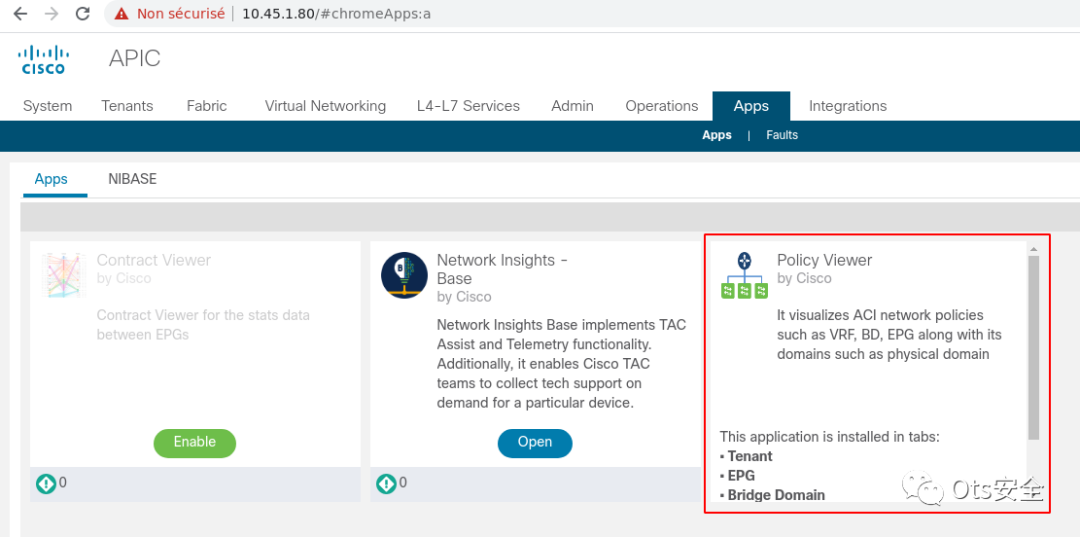 Non sécurisé | 10.45.1.80/#chromeApps:a
CISCO
APIC
System Tenants Fabric Virtual Networking L4-L7 Services Admin Operations Apps Integrations
Apps | Faults
Apps NIBASE
Contract Viewer
by Cisco
Contract Viewer for the stats data
between EPGs
Enable
0
Network Insights -
Base
by Cisco
Network Insights Base implements TAC
Assist and Telemetry functionality.
Additionally, it enables Cisco TAC
teams to collect tech support on
demand for a particular device.
Open
0
Policy Viewer
by Cisco
It visualizes ACI network policies
such as VRF, BD, EPG along with its
domains such as physical domain
This application is installed in tabs:
▪ Tenant
▪ EPG
▪ Bridge Domain
Ots安全